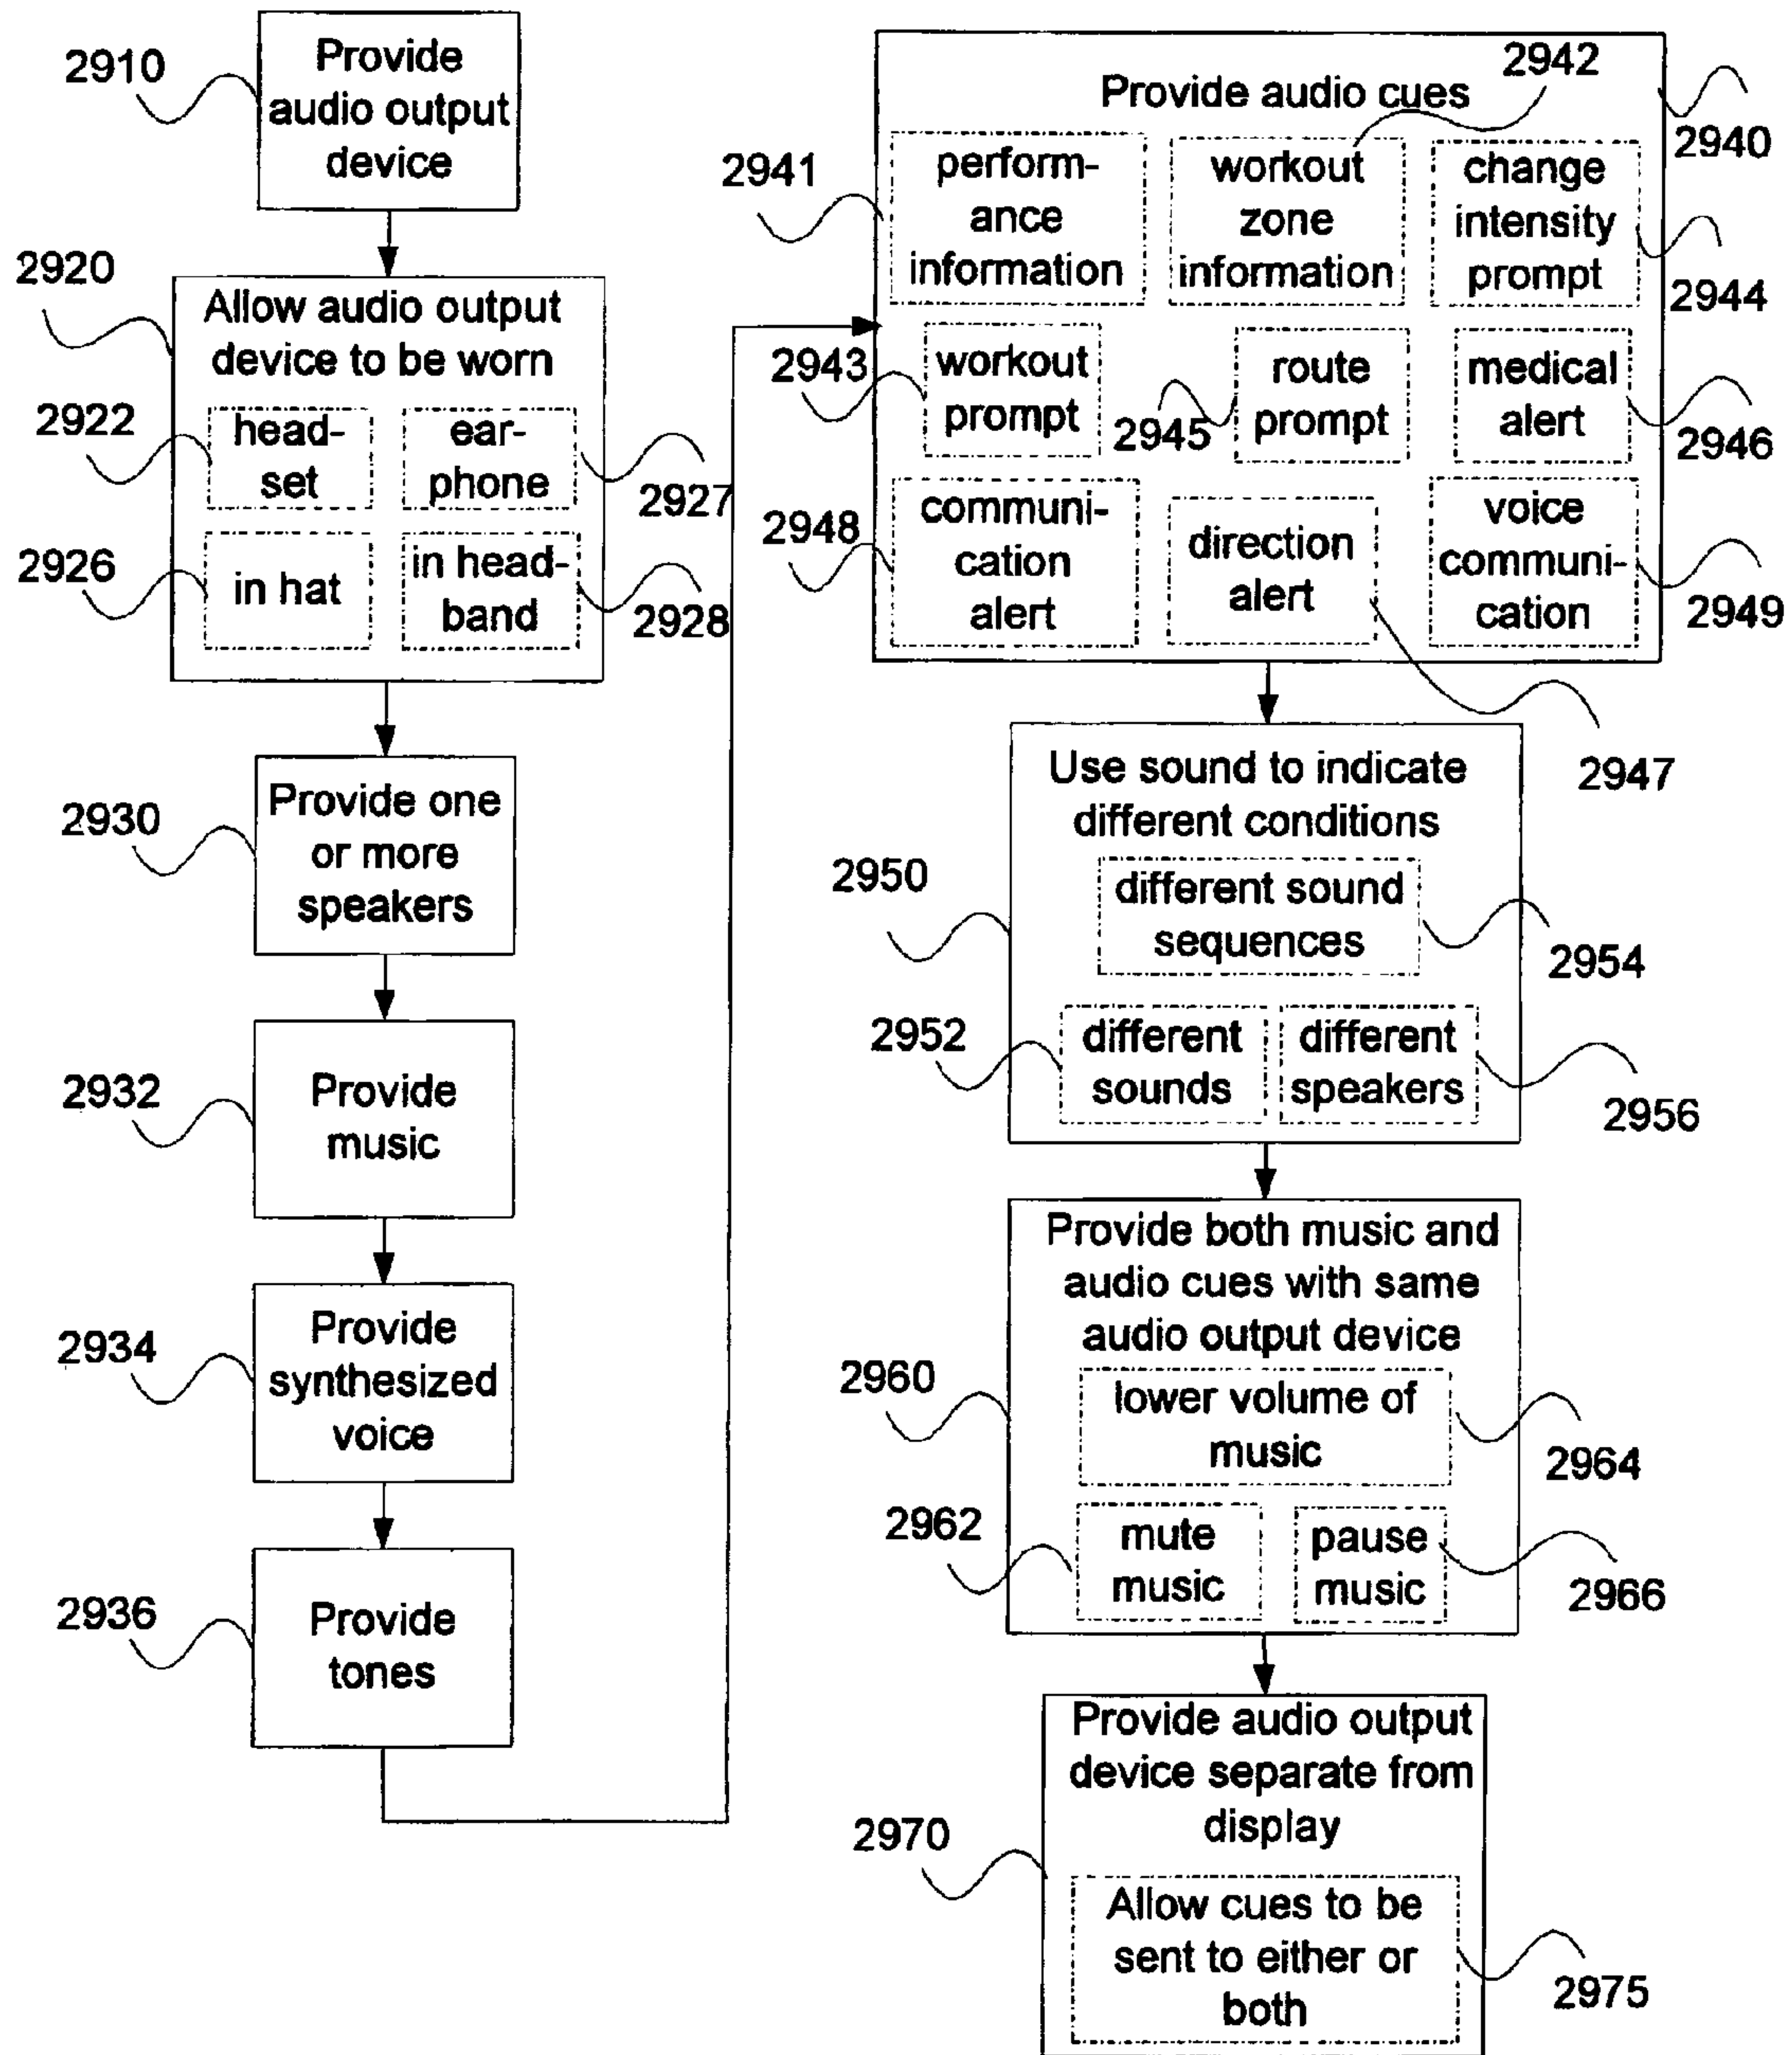 2910
Provide
audio output
device
2920
Allow audio output
device to be worn
2922
head-
set
ear-
phone
2927
2926
in hat
in head-
band
2928
2930
Provide one
or more
speakers
2932
Provide
music
2934
Provide
synthesized
voice
2936
Provide
tones
Provide audio cues
2940
2941
perform-
ance
information
2942
workout
zone
information
change
intensity
prompt
2944
2943
workout
prompt
2945
route
prompt
medical
alert
2946
2948
communi-
cation
alert
direction
alert
2947
voice
communi-
cation
2949
2950
Use sound to indicate
different conditions
different sound
sequences
2954
2952
different
sounds
different
speakers
2956
2960
Provide both music and
audio cues with same
audio output device
lower volume of
music
2964
2962
mute
music
pause
music
2966
2970
Provide audio output
device separate from
display
Allow cues to be
sent to either or
both
2975